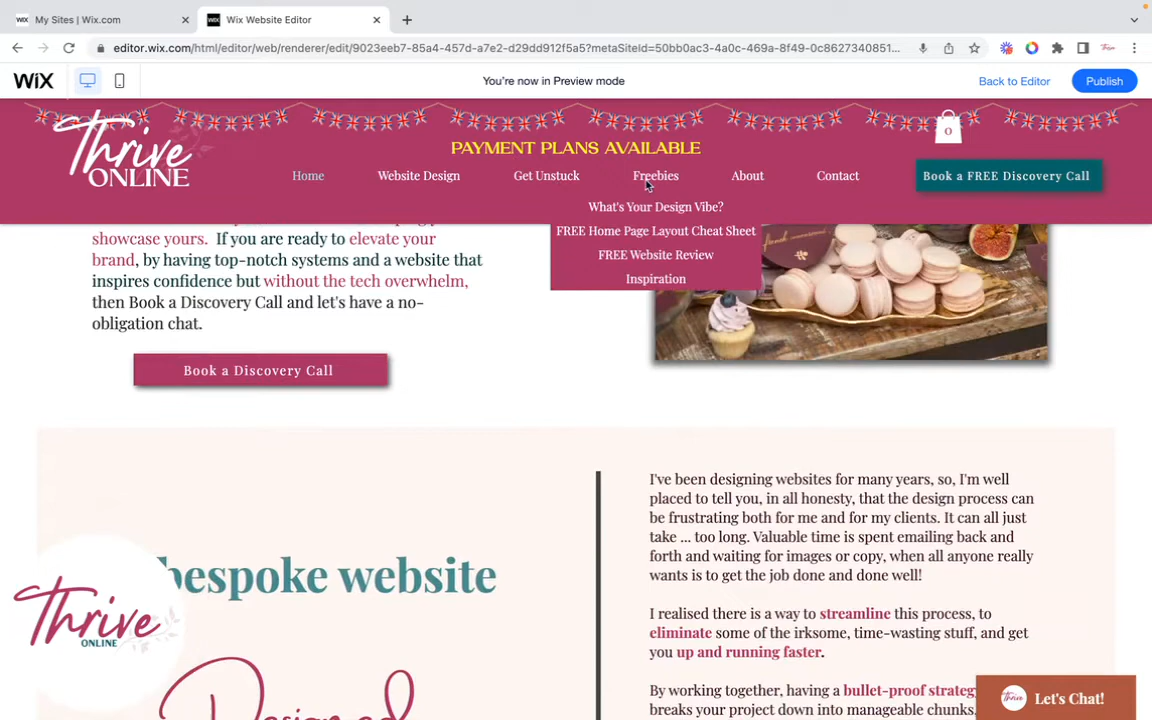 My Sites | Wix.com
Wix Website Editor
editor.wix.com/html/editor/web/renderer/edit/9023eeb7-85a4-457d-a7e2-d29dd912f5a5?metaSiteId=50bb0ac3-4a0c-469a-8f49-0c8627340851...
WiX
You're now in Preview mode
Back to Editor
Publish
Thrive
ONLINE
PAYMENT PLANS AVAILABLE
0
Home
Website Design
Get Unstuck
Freebies
About
Contact
Book a FREE Discovery Call
What's Your Design Vibe?
FREE Home Page Layout Cheat Sheet
FREE Website Review
Inspiration
showcase yours. If you are ready to elevate your
brand, by having top-notch systems and a website that
inspires confidence but without the tech overwhelm,
then Book a Discovery Call and let's have a no-
obligation chat.
Book a Discovery Call
bespoke website
Designed
Thrive
ONLINE
I've been designing websites for many years, so, I'm well
placed to tell you, in all honesty, that the design process can
be frustrating both for me and for my clients. It can all just
take ... too long. Valuable time is spent emailing back and
forth and waiting for images or copy, when all anyone really
wants is to get the job done and done well!
I realised there is a way to streamline this process, to
eliminate some of the irksome, time-wasting stuff, and get
you up and running faster.
By working together, having a bullet-proof strategy
breaks your project down into manageable chunks.
Let's Chat!